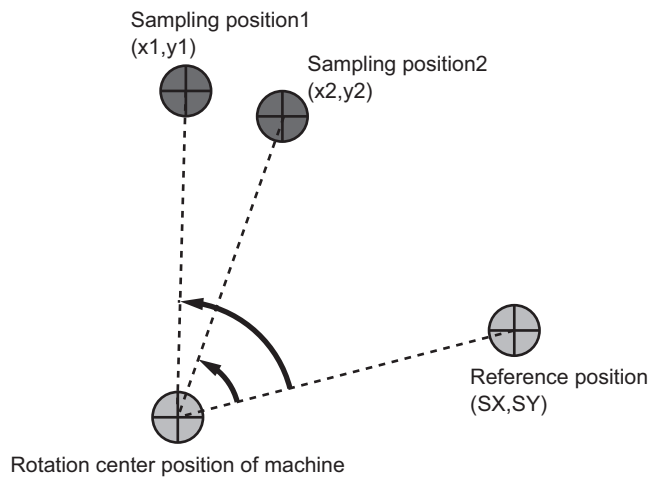 Sampling position1
(x1,y1)
Sampling position2
(x2,y2)
Reference position
(SX,SY)
Rotation center position of machine